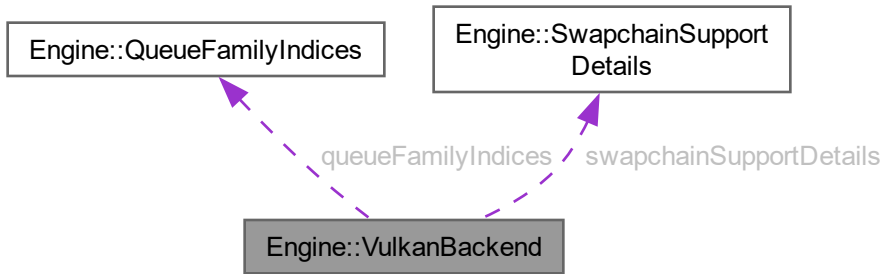 Engine::QueueFamilyIndices
Engine::SwapchainSupport
Details
queueFamilyIndices
swapchainSupportDetails
Engine::VulkanBackend